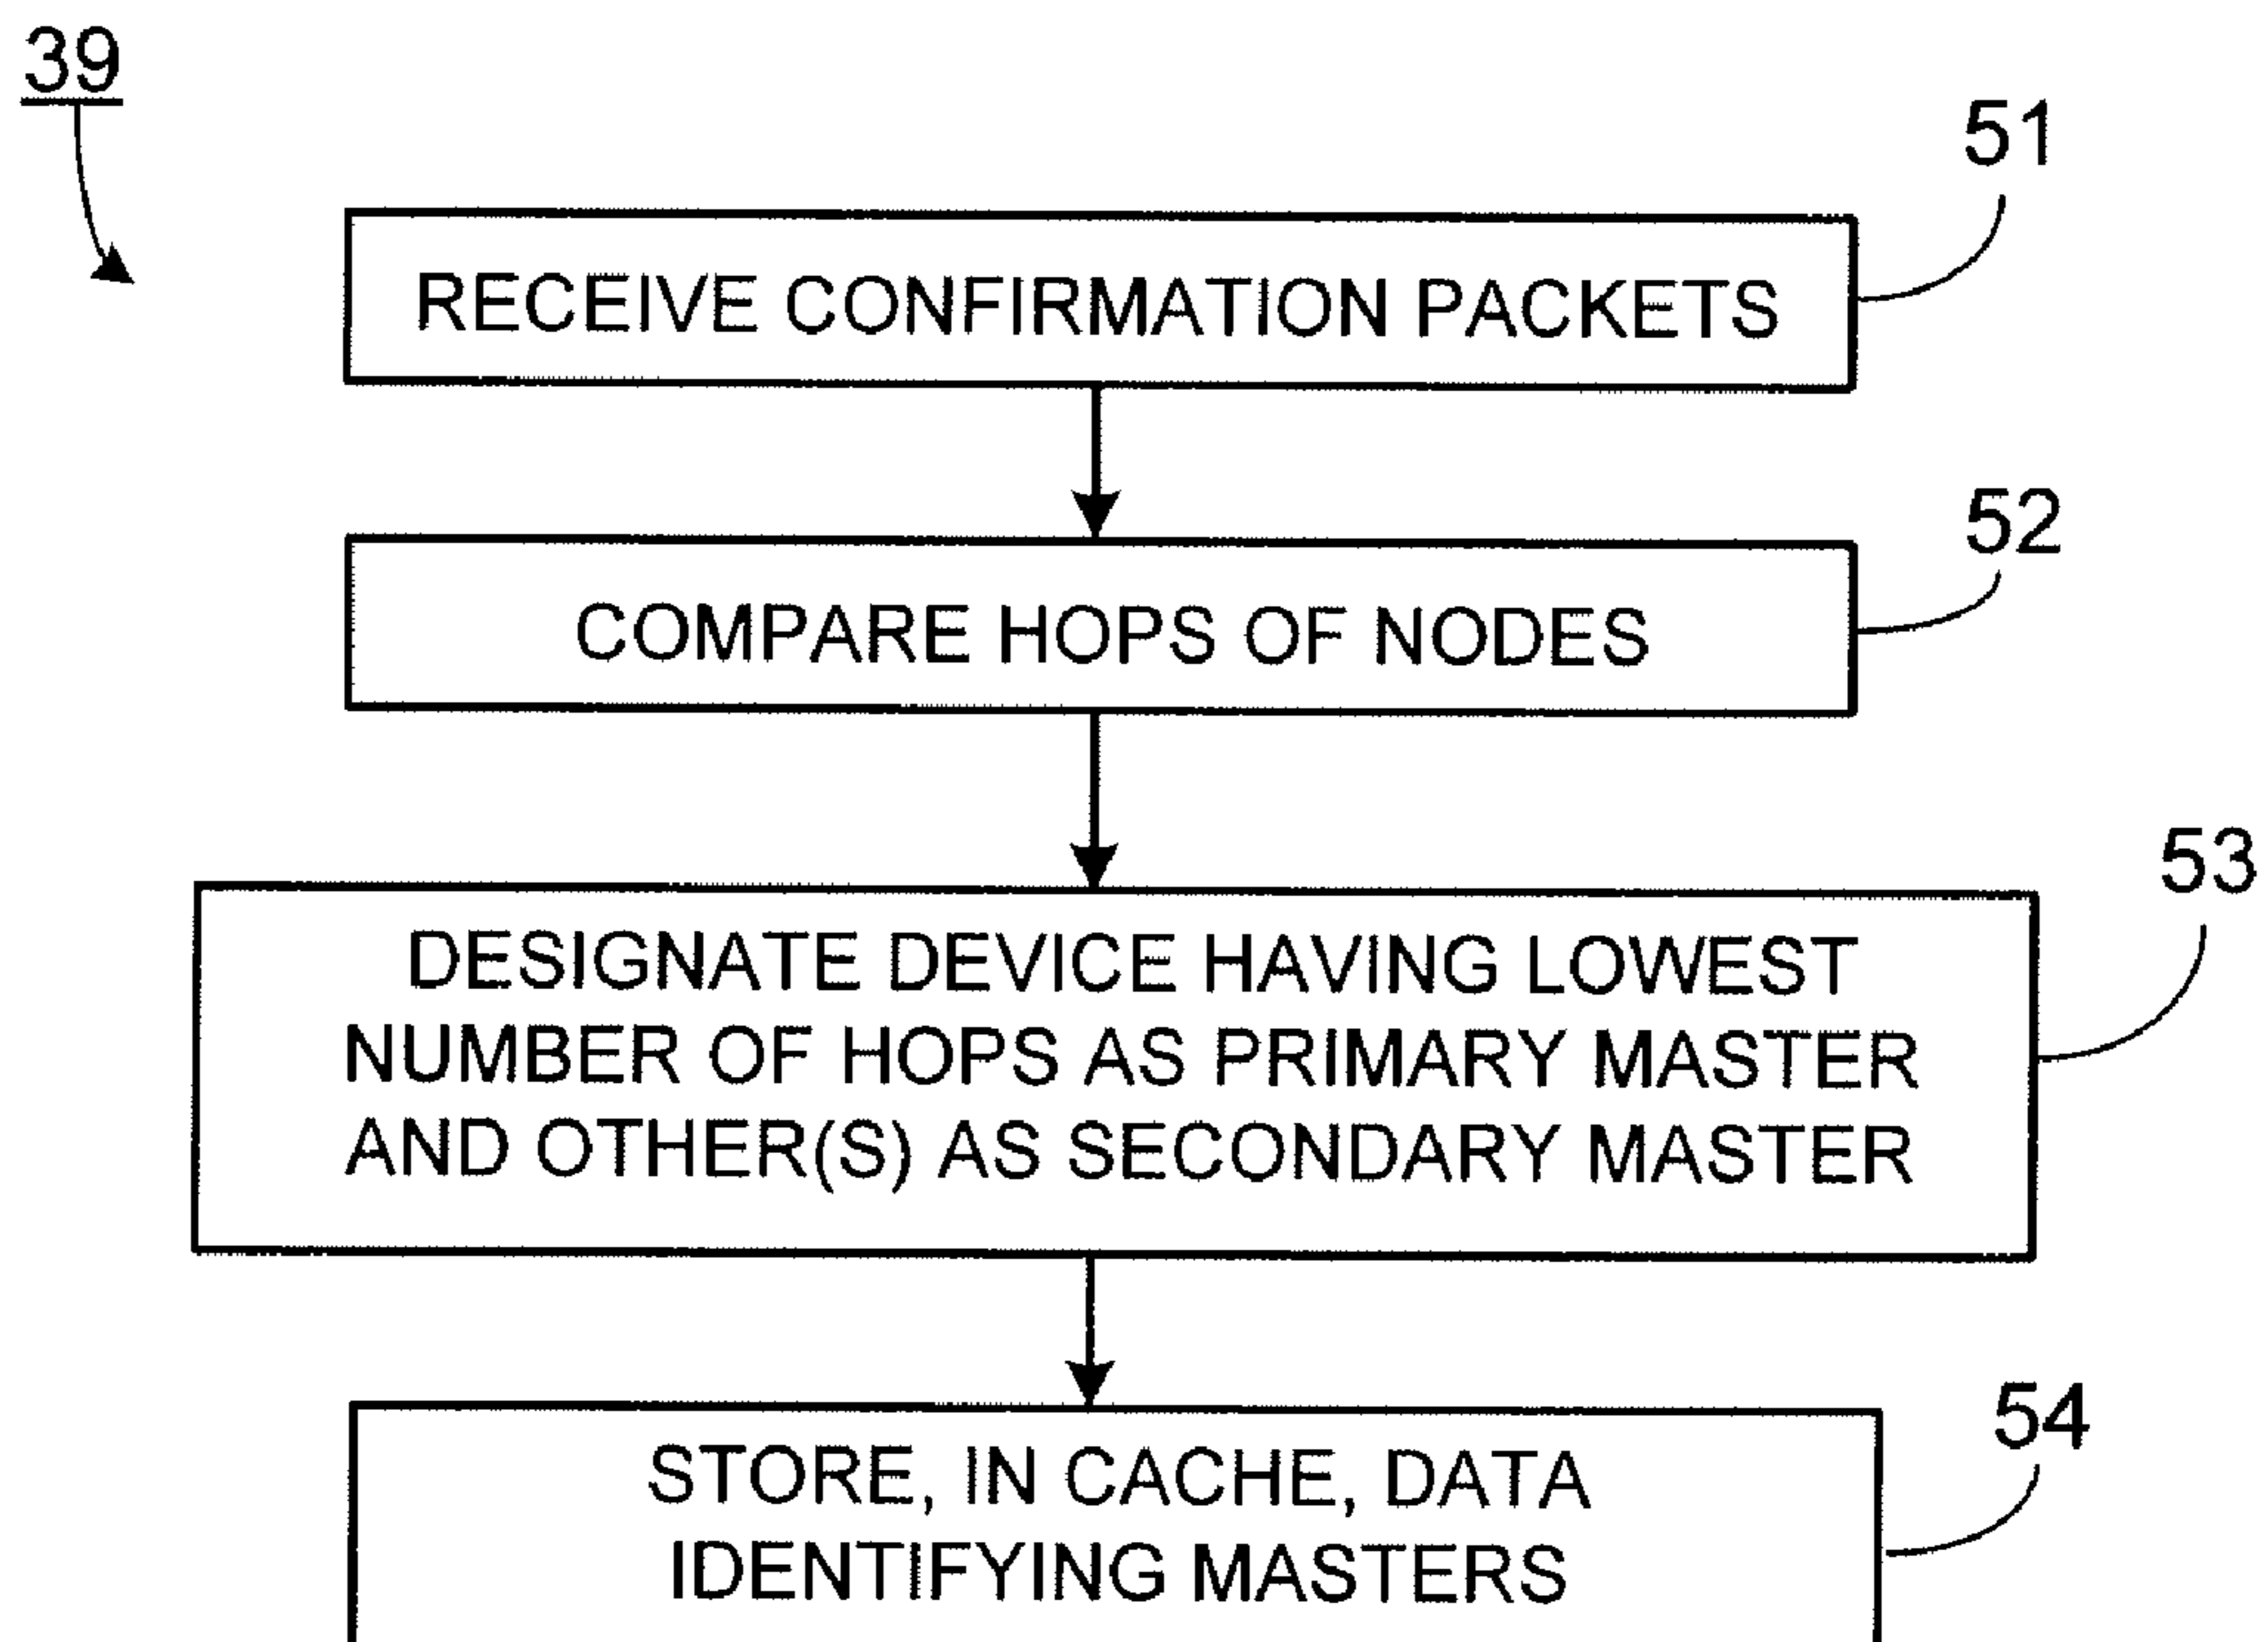 39
51
RECEIVE CONFIRMATION PACKETS
52
COMPARE HOPS OF NODES
53
DESIGNATE DEVICE HAVING LOWEST
NUMBER OF HOPS AS PRIMARY MASTER
AND OTHER(S) AS SECONDARY MASTER
54
STORE, IN CACHE, DATA
IDENTIFYING MASTERS